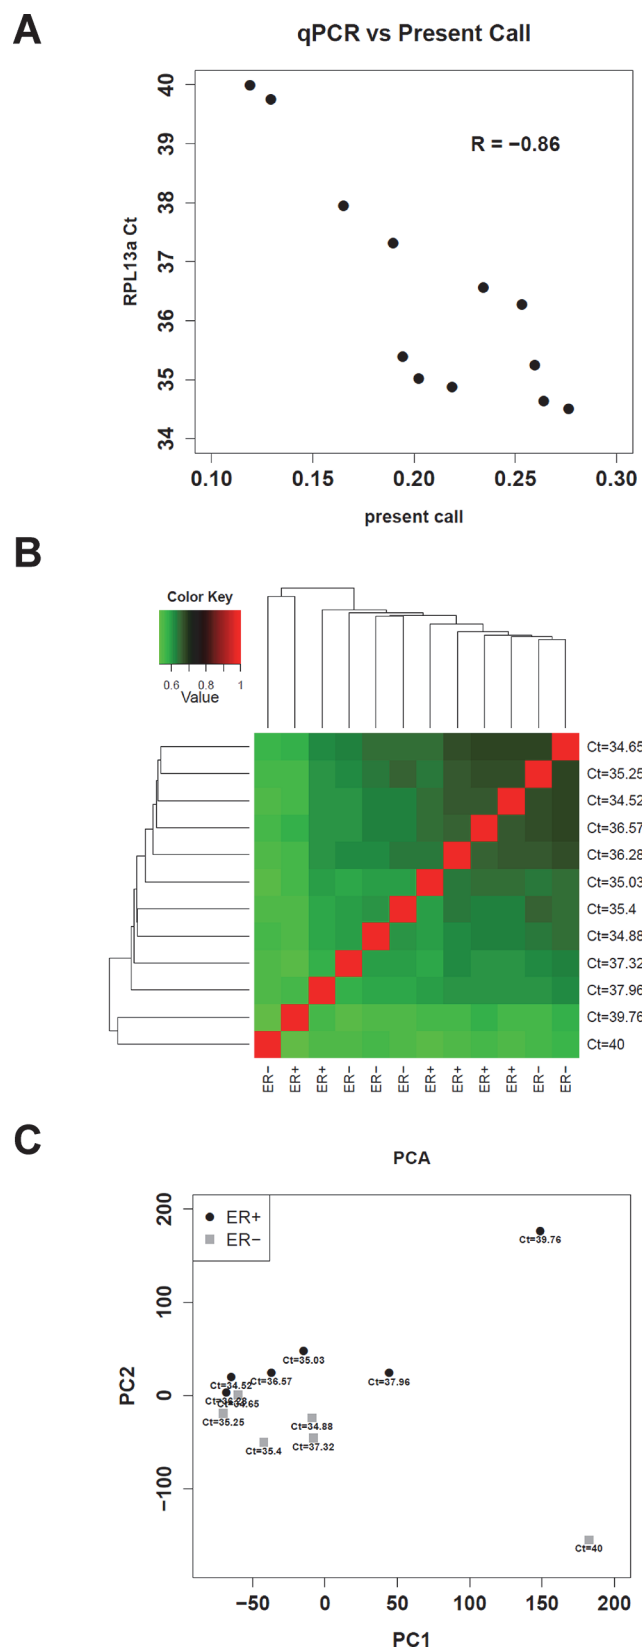 A
qPCR vs Present Call
40
39
38
37
36
35
34
RPL13a Ct
R = −0.86
0.10 0.15 0.20 0.25 0.30
present call
B
Color Key
0.6 0.8 1
Value
Ct=34.65
Ct=35.25
Ct=34.52
Ct=36.57
Ct=36.28
Ct=35.03
Ct=35.4
Ct=34.88
Ct=37.32
Ct=37.96
Ct=39.76
Ct=40
ER− ER+ ER+ ER− ER− ER− ER+ ER+ ER+ ER+ ER− ER−
C
PCA
200
100
0
−100
PC2
ER+
ER−
Ct=39.76
Ct=35.03
Ct=34.52
Ct=36.57
Ct=37.96
Ct=36.28
Ct=34.65
Ct=35.25
Ct=34.88
Ct=35.4
Ct=37.32
Ct=40
−50 0 50 100 150 200
PC1